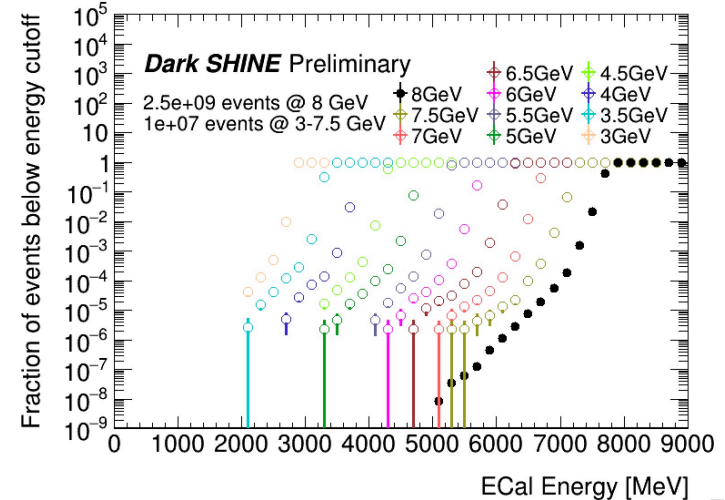 Fraction of events below energy cutoff
10^5
10^4
10^3
10^2
10
1
10^-1
10^-2
10^-3
10^-4
10^-5
10^-6
10^-7
10^-8
10^-9
Dark SHINE Preliminary
2.5e+09 events @ 8 GeV
1e+07 events @ 3-7.5 GeV
8GeV
7.5GeV
7GeV
6.5GeV
6GeV
5.5GeV
5GeV
4.5GeV
4GeV
3.5GeV
3GeV
0 1000 2000 3000 4000 5000 6000 7000 8000 9000
ECal Energy [MeV]